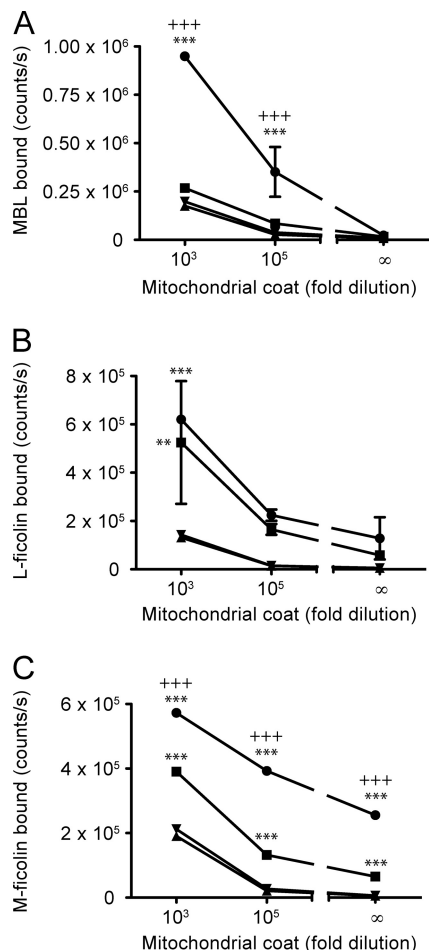 A
MBL bound (counts/s)
1.00 x 10⁶
0.75 x 10⁶
0.50 x 10⁶
0.25 x 10⁶
0
+++
***
+++
***
10³ 10⁵ ∞
Mitochondrial coat (fold dilution)
B
L-ficolin bound (counts/s)
8 x 10⁵
6 x 10⁵
4 x 10⁵
2 x 10⁵
0
***
**
10³ 10⁵ ∞
Mitochondrial coat (fold dilution)
C
M-ficolin bound (counts/s)
6 x 10⁵
4 x 10⁵
2 x 10⁵
0
+++
***
+++
***
+++
***
***
***
***
10³ 10⁵ ∞
Mitochondrial coat (fold dilution)